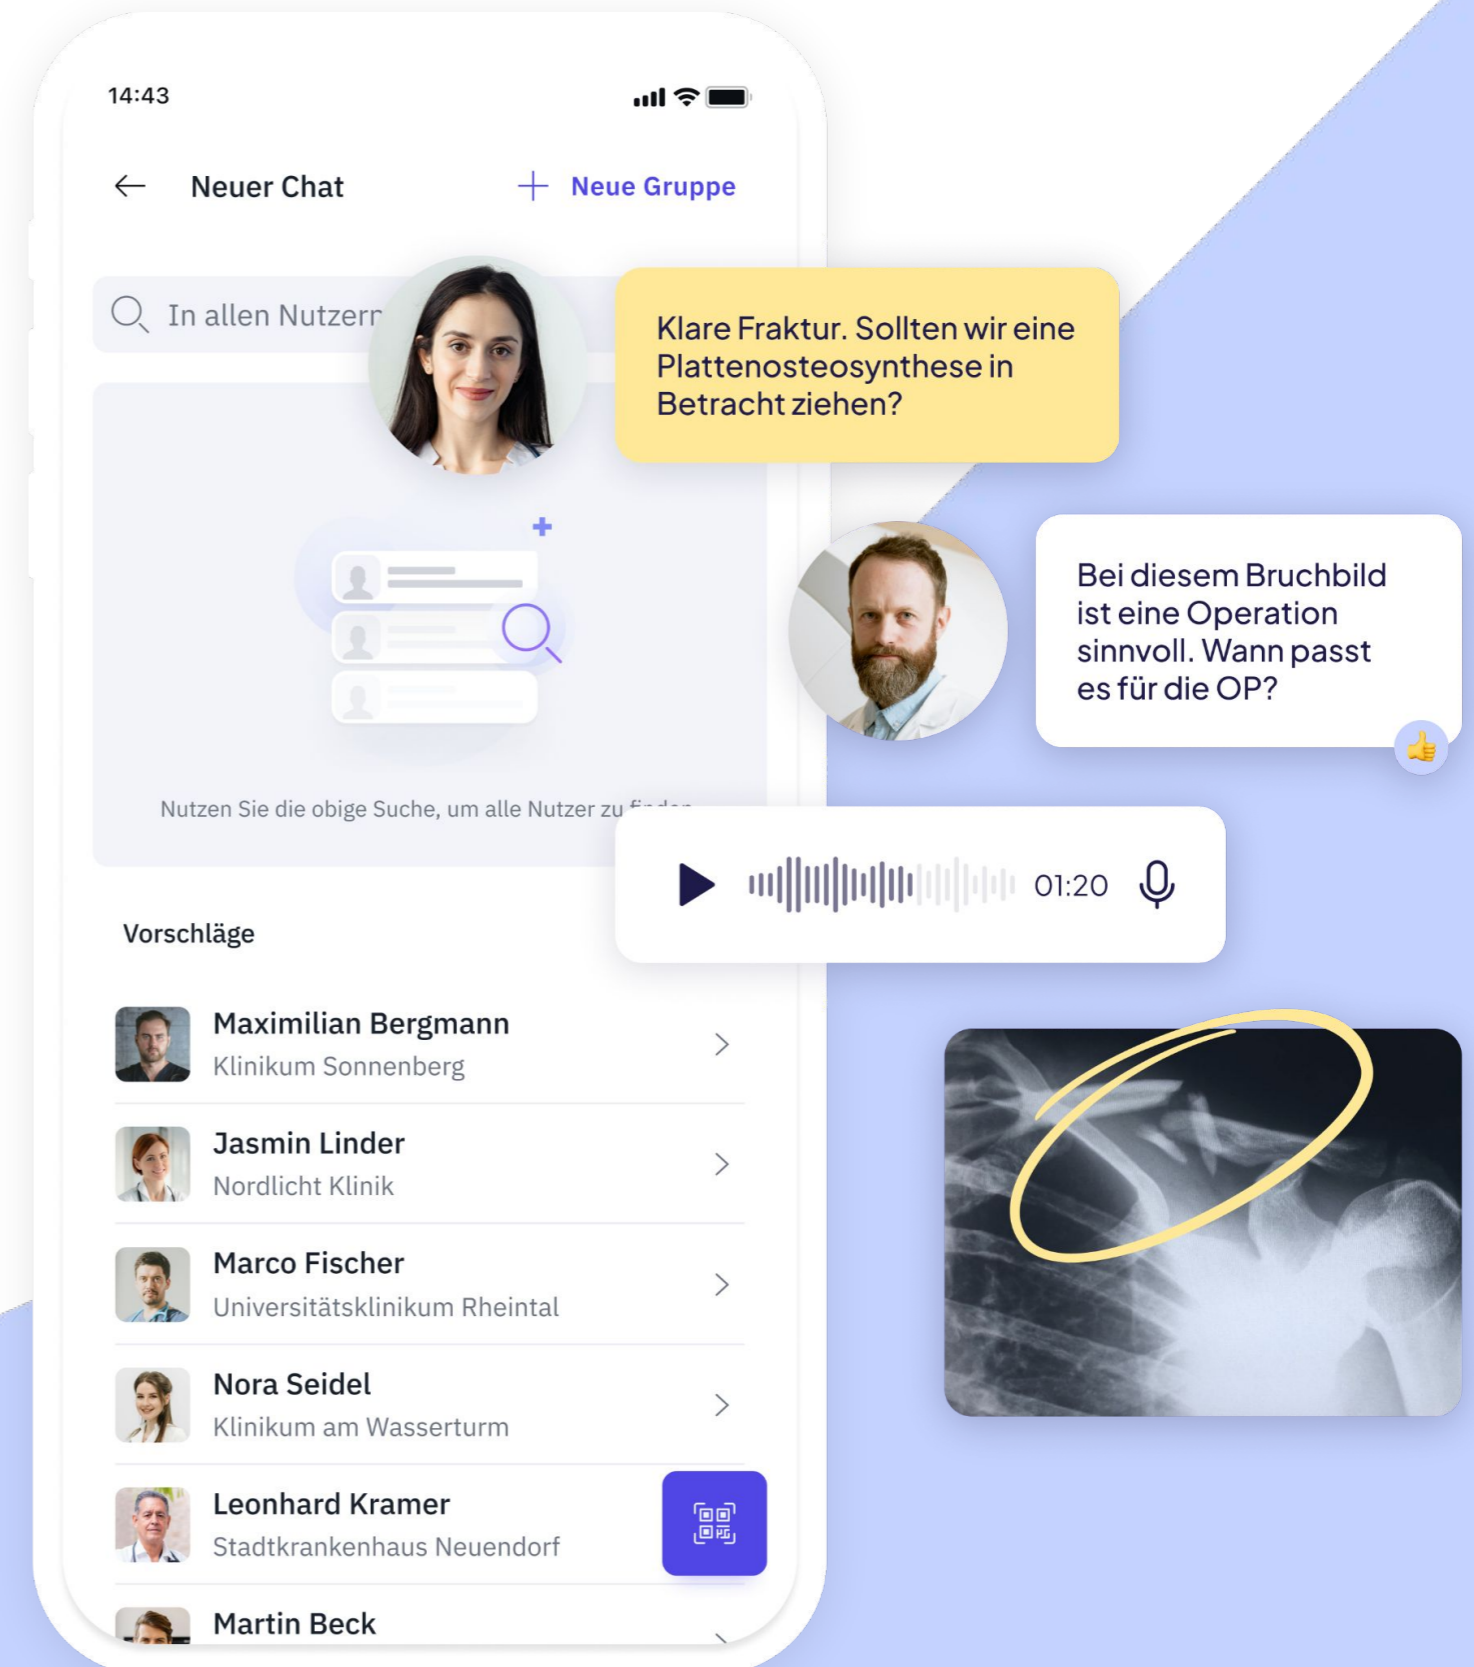 14:43
Neuer Chat
Neue Gruppe
In allen
Klare Fraktur. Sollten wir eine
Plattenosteosynthese in
Betracht ziehen?
Bei diesem Bruchbild
ist eine Operation
sinnvoll. Wann passt
es für die OP?
Nutzen Sie die obige Suche, um alle Nutzer zu finden
01:20
Vorschläge
Maximilian Bergmann
Klinikum Sonnenberg
Jasmin Linder
Nordlicht Klinik
Marco Fischer
Universitätsklinikum Rheintal
Nora Seidel
Klinikum am Wasserturm
Leonhard Kramer
Stadtkrankenhaus Neuendorf
Martin Beck